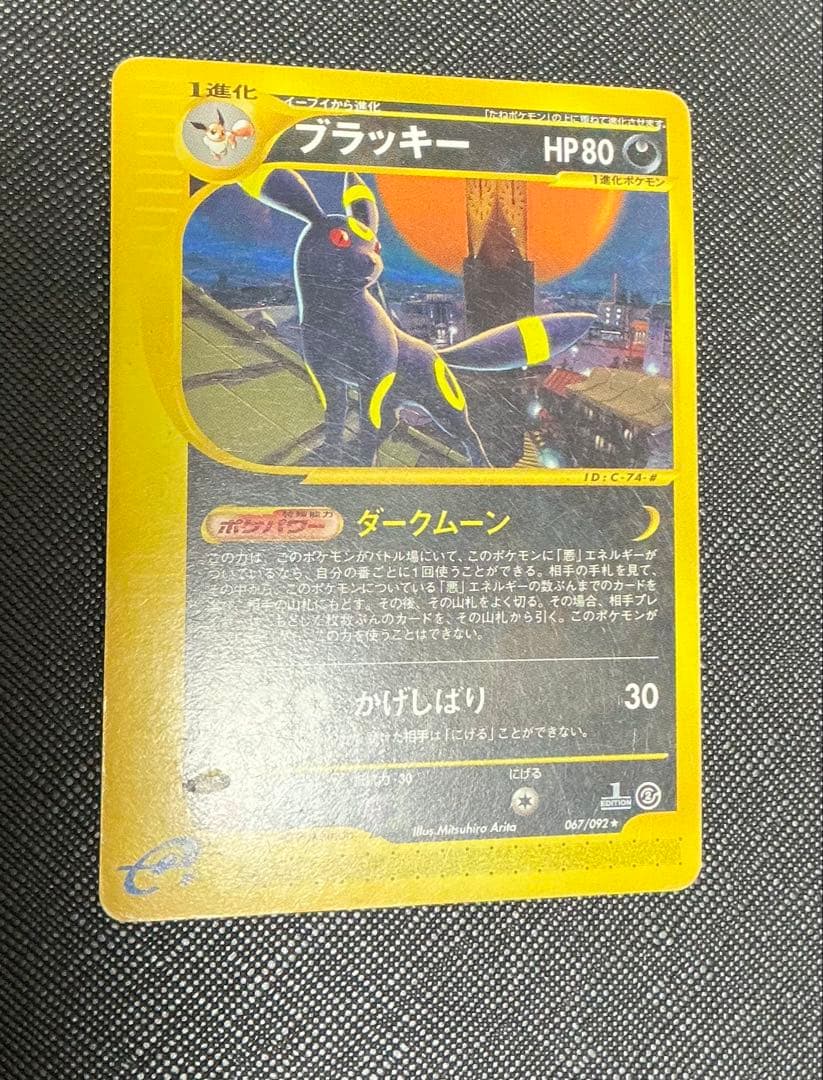 1進化
イーブイから進化
「たねポケモン」の上に重ねて進化させます。
ブラッキー HP80
1進化ポケモン
ID:C-74-#
特殊能力
ポケパワー ダークムーン
この力は、このポケモンがバトル場にいて、このポケモンに「悪」エネルギーが
ついているなら、自分の番ごとに1回使うことができる。相手の手札を見て、
その中から、このポケモンについている「悪」エネルギーの数ぶんまでのカードを
相手の山札にもどす。その後、その山札をよく切る。その場合、相手プレ
もどした枚数ぶんのカードを、その山札から引く。このポケモンが
この力を使うことはできない。
かげしばり 30
相手は「にげる」ことができない。
-30 にげる
1 EDITION
Illus.Mitsuhiro Arita 067/092★
e